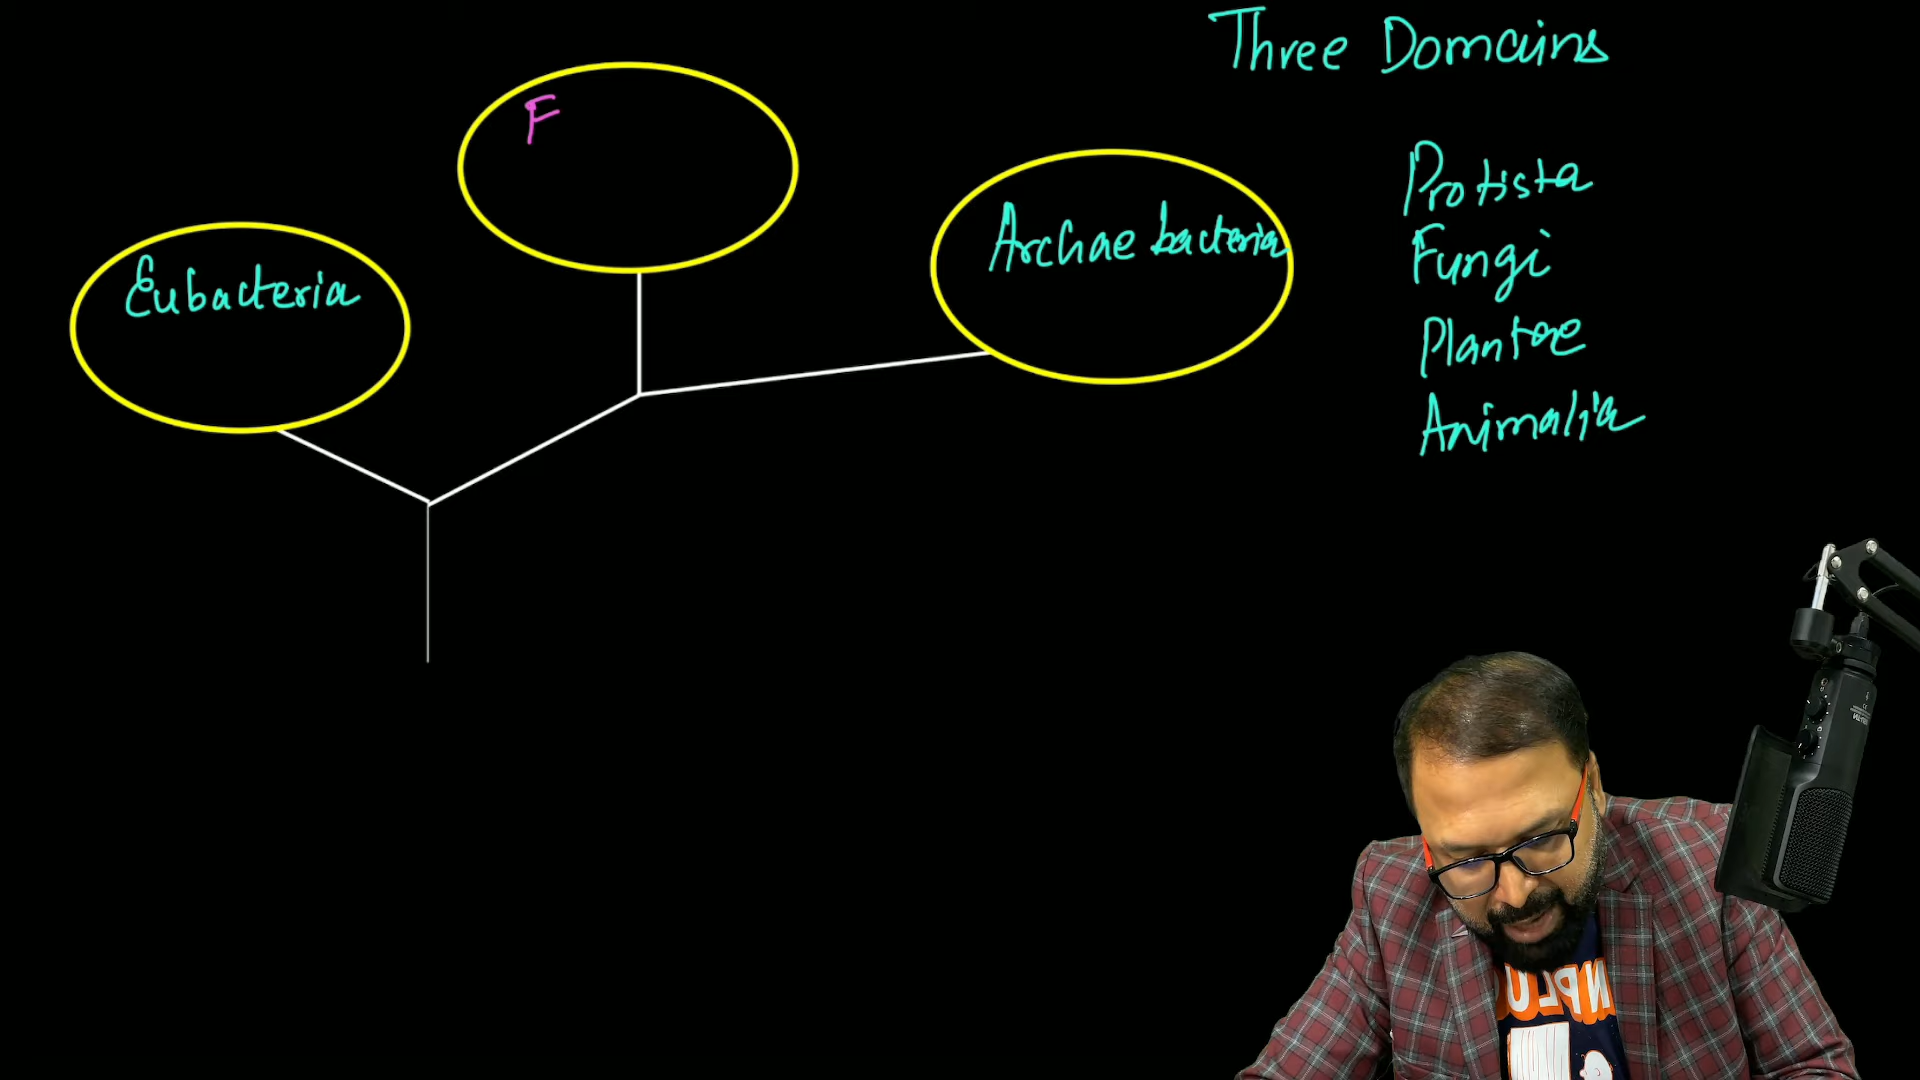 Three Domains
F
Eubacteria
Archae bacteria
Protista
Fungi
Plantae
Animalia